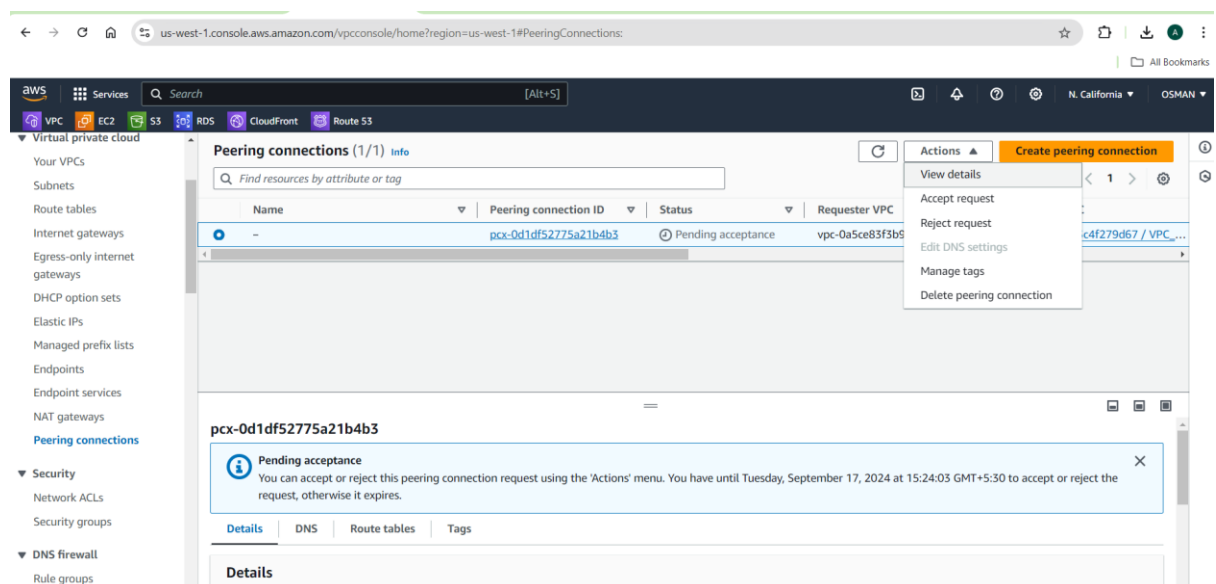 us-west-1.console.aws.amazon.com/vpcconsole/home?region=us-west-1#PeeringConnections:
A
All Bookmarks
aws Services Search [Alt+S] N. California OSMAN
VPC EC2 S3 RDS CloudFront Route 53
Virtual private cloud
Your VPCs
Subnets
Route tables
Internet gateways
Egress-only internet
gateways
DHCP option sets
Elastic IPs
Managed prefix lists
Endpoints
Endpoint services
NAT gateways
Peering connections
Security
Network ACLs
Security groups
DNS firewall
Rule groups
Peering connections (1/1) Info
Actions
Create peering connection
Find resources by attribute or tag
1
View details
Accept request
Reject request
Edit DNS settings
Manage tags
Delete peering connection
Name Peering connection ID Status Requester VPC
– pcx-0d1df52775a21b4b3 Pending acceptance vpc-0a5ce83f3b9 c4f279d67 / VPC_...
pcx-0d1df52775a21b4b3
Pending acceptance
You can accept or reject this peering connection request using the 'Actions' menu. You have until Tuesday, September 17, 2024 at 15:24:03 GMT+5:30 to accept or reject the
request, otherwise it expires.
Details DNS Route tables Tags
Details